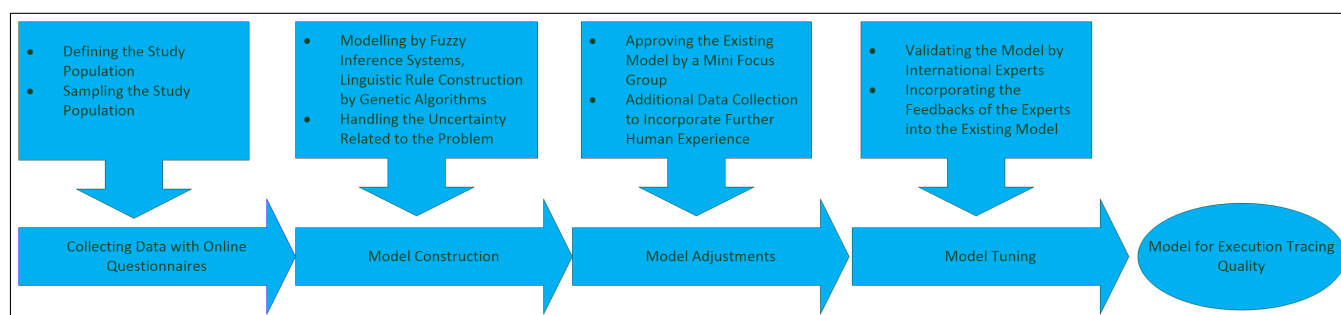 ● Defining the Study
Population
● Sampling the Study
Population
● Modelling by Fuzzy
Inference Systems,
Linguistic Rule Construction
by Genetic Algorithms
● Handling the Uncertainty
Related to the Problem
● Approving the Existing
Model by a Mini Focus
Group
● Additional Data Collection
to Incorporate Further
Human Experience
● Validating the Model by
International Experts
● Incorporating the
Feedbacks of the Experts
into the Existing Model
Collecting Data with Online
Questionnaires
Model Construction
Model Adjustments
Model Tuning
Model for Execution Tracing
Quality